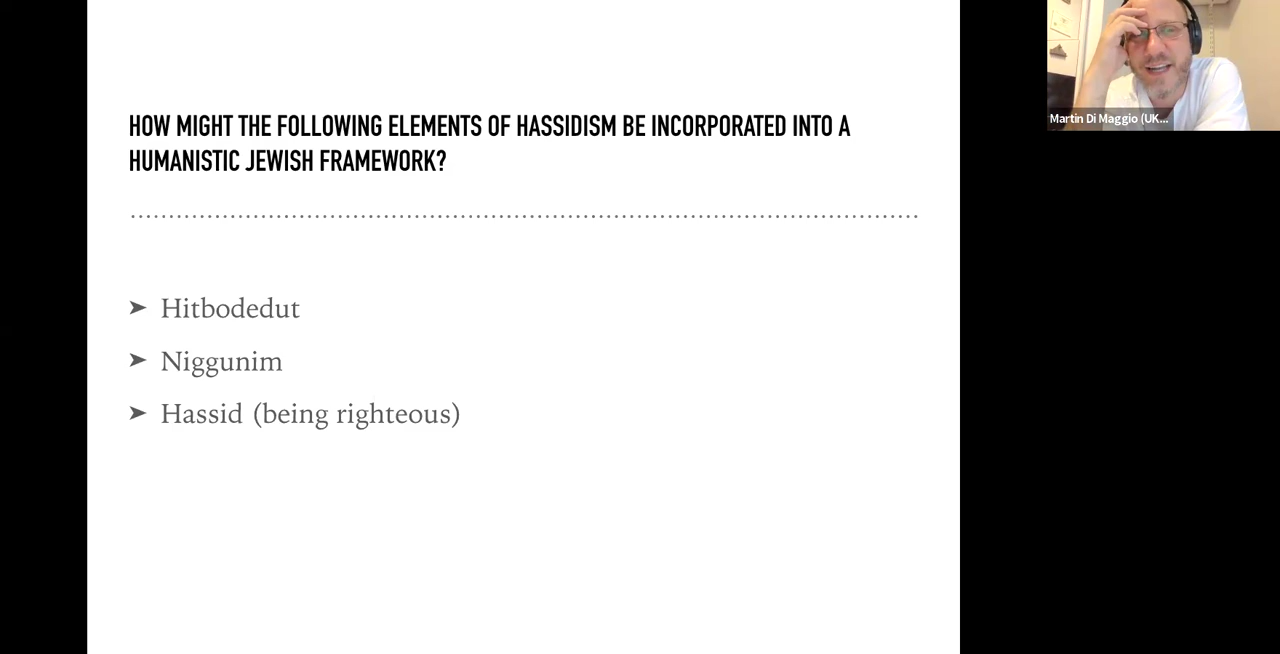 HOW MIGHT THE FOLLOWING ELEMENTS OF HASSIDISM BE INCORPORATED INTO A
HUMANISTIC JEWISH FRAMEWORK?
➤ Hitbodedut
➤ Niggunim
➤ Hassid (being righteous)
Martin Di Maggio (UK...